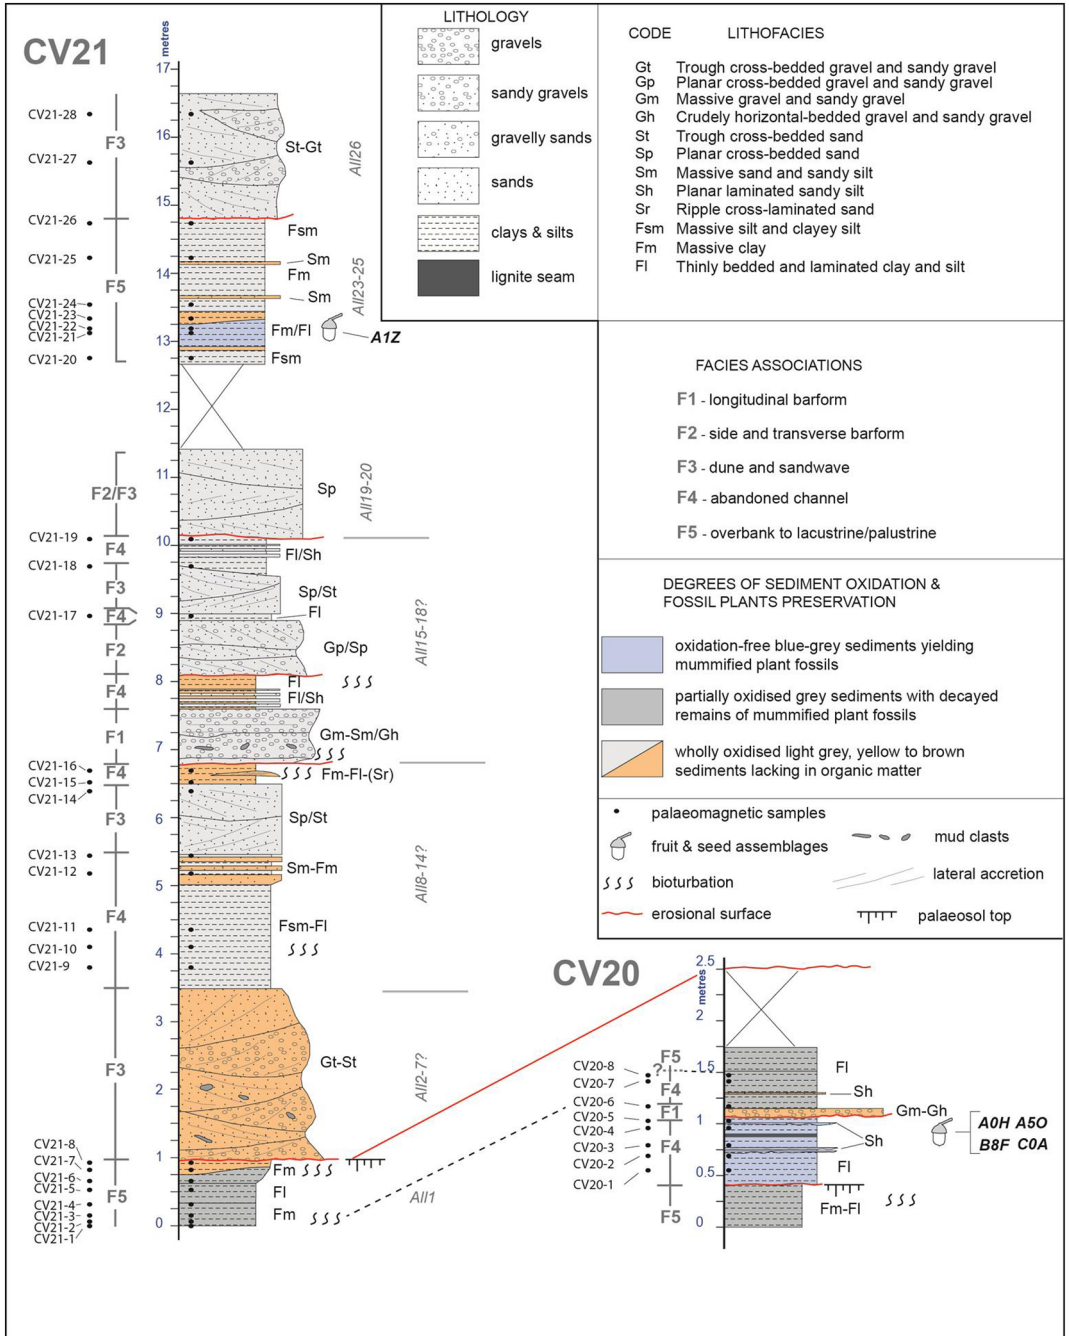 CV21
metres
17
16
15
14
13
12
11
10
9
8
7
6
5
4
3
2
1
0
CV21-28
CV21-27
CV21-26
CV21-25
CV21-24
CV21-23
CV21-22
CV21-21
CV21-20
CV21-19
CV21-18
CV21-17
CV21-16
CV21-15
CV21-14
CV21-13
CV21-12
CV21-11
CV21-10
CV21-9
CV21-8
CV21-7
CV21-6
CV21-5
CV21-4
CV21-3
CV21-2
CV21-1
F3
F5
F2/F3
F4
F3
F4
F2
F4
F1
F4
F3
F4
F3
F5
St-Gt
Fsm
Sm
Fm
Sm
Fm/Fl
A1Z
Fsm
Sp
Fl/Sh
Sp/St
Fl
Gp/Sp
Fl
Fl/Sh
Gm-Sm/Gh
Fm-Fl-(Sr)
Sp/St
Sm-Fm
Fsm-Fl
Gt-St
Fm
Fl
Fm
All26
All23-25
All19-20
All15-18?
All8-14?
All2-7?
All1
LITHOLOGY
gravels
sandy gravels
gravelly sands
sands
clays & silts
lignite seam
CODE LITHOFACIES
Gt Trough cross-bedded gravel and sandy gravel
Gp Planar cross-bedded gravel and sandy gravel
Gm Massive gravel and sandy gravel
Gh Crudely horizontal-bedded gravel and sandy gravel
St Trough cross-bedded sand
Sp Planar cross-bedded sand
Sm Massive sand and sandy silt
Sh Planar laminated sandy silt
Sr Ripple cross-laminated sand
Fsm Massive silt and clayey silt
Fm Massive clay
Fl Thinly bedded and laminated clay and silt
FACIES ASSOCIATIONS
F1 - longitudinal barform
F2 - side and transverse barform
F3 - dune and sandwave
F4 - abandoned channel
F5 - overbank to lacustrine/palustrine
DEGREES OF SEDIMENT OXIDATION &
FOSSIL PLANTS PRESERVATION
oxidation-free blue-grey sediments yielding
mummified plant fossils
partially oxidised grey sediments with decayed
remains of mummified plant fossils
wholly oxidised light grey, yellow to brown
sediments lacking in organic matter
palaeomagnetic samples
fruit & seed assemblages
mud clasts
bioturbation
lateral accretion
erosional surface
palaeosol top
CV20
metres
2.5
2
1.5
1
0.5
0
CV20-8
CV20-7
CV20-6
CV20-5
CV20-4
CV20-3
CV20-2
CV20-1
F5
?
F4
F1
F4
F5
Fl
Sh
Gm-Gh
Sh
Fl
Fm-Fl
A0H A5O
B8F C0A